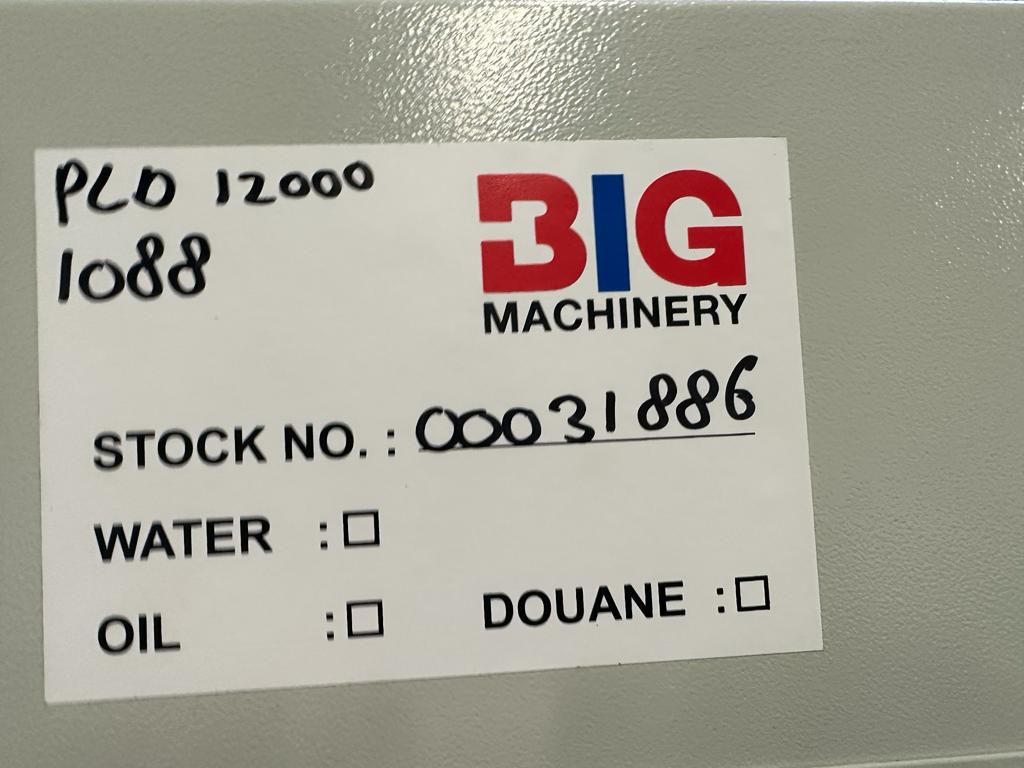 PLD 12000
1088
BIG
MACHINERY
STOCK NO. : 00031886
WATER : ☐
OIL : ☐
DOUANE : ☐